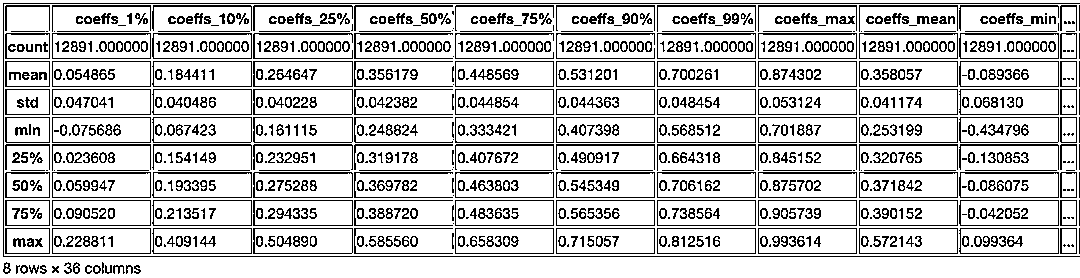 coeffs_1% coeffs_10% coeffs_25% coeffs_50% coeffs_75% coeffs_90% coeffs_99% coeffs_max coeffs_mean coeffs_min ...
count 12891.000000 12891.000000 12891.000000 12891.000000 12891.000000 12891.000000 12891.000000 12891.000000 12891.000000 12891.000000 ...
mean 0.054865 0.184411 0.264647 0.356179 0.448569 0.531201 0.700261 0.874302 0.358057 -0.089366 ...
std 0.047041 0.040486 0.040228 0.042382 0.044854 0.044363 0.048454 0.053124 0.041174 0.068130 ...
min -0.075686 0.067423 0.161115 0.248824 0.333421 0.407398 0.568512 0.701887 0.253199 -0.434796 ...
25% 0.023608 0.154149 0.232951 0.319178 0.407672 0.490917 0.664318 0.845152 0.320765 -0.130853 ...
50% 0.059947 0.193395 0.275288 0.369782 0.463803 0.545349 0.706162 0.875702 0.371842 -0.086075 ...
75% 0.090520 0.213517 0.294335 0.388720 0.483635 0.565356 0.738564 0.905739 0.390152 -0.042052 ...
max 0.228811 0.409144 0.504890 0.585560 0.658309 0.715057 0.812516 0.993614 0.572143 0.099364 ...
8 rows × 36 columns